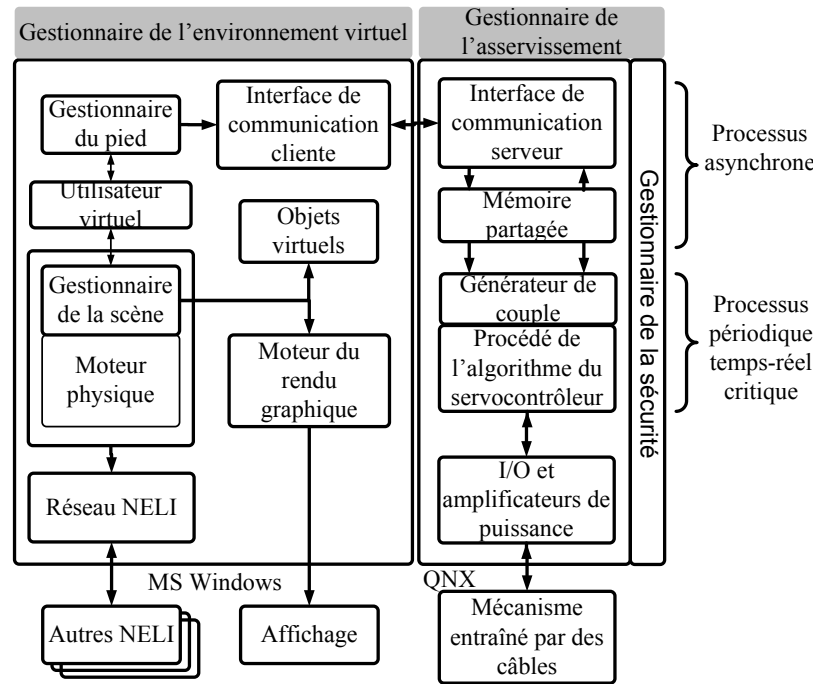 Gestionnaire de l'environnement virtuel
Gestionnaire de
l'asservissement
Gestionnaire
du pied
Interface de
communication
cliente
Interface de
communication
serveur
Processus
asynchrone
Utilisateur
virtuel
Objets
virtuels
Mémoire
partagée
Gestionnaire de la sécurité
Gestionnaire
de la scène
Moteur
physique
Moteur du
rendu
graphique
Générateur de
couple
Procédé de
l'algorithme du
servocontrôleur
Processus
périodique
temps-réel
critique
Réseau NELI
I/O et
amplificateurs de
puissance
MS Windows
QNX
Autres NELI
Affichage
Mécanisme
entraîné par des
câbles